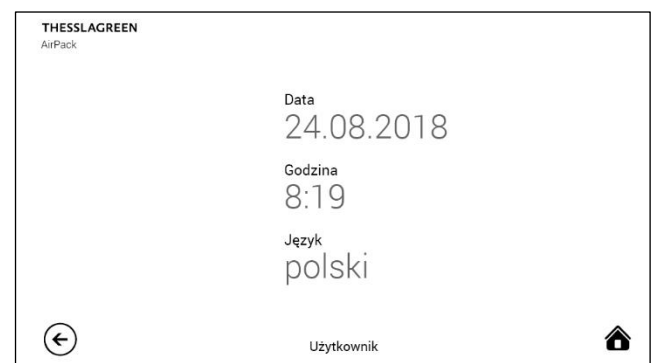 THESSLAGREEN
AirPack
Data
24.08.2018
Godzina
8:19
Język
polski
Użytkownik